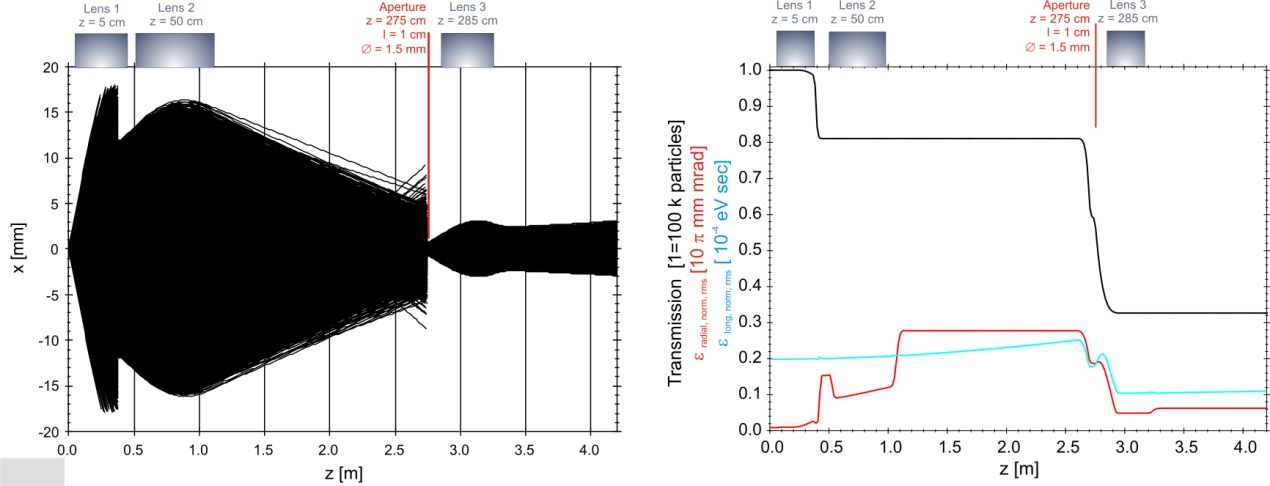 Lens 1
z = 5 cm
Lens 2
z = 50 cm
Aperture
z = 275 cm
l = 1 cm
∅ = 1.5 mm
Lens 3
z = 285 cm
20
15
10
5
0
-5
-10
-15
-20
x [mm]
0.0 0.5 1.0 1.5 2.0 2.5 3.0 3.5 4.0
z [m]
Lens 1
z = 5 cm
Lens 2
z = 50 cm
Aperture
z = 275 cm
l = 1 cm
∅ = 1.5 mm
Lens 3
z = 285 cm
Transmission [1=100 k particles]
ε radial, norm, rms [10 π mm mrad]
ε long, norm, rms [ 10⁻⁴ eV sec]
1.0
0.9
0.8
0.7
0.6
0.5
0.4
0.3
0.2
0.1
0.0
0.0 0.5 1.0 1.5 2.0 2.5 3.0 3.5 4.0
z [m]